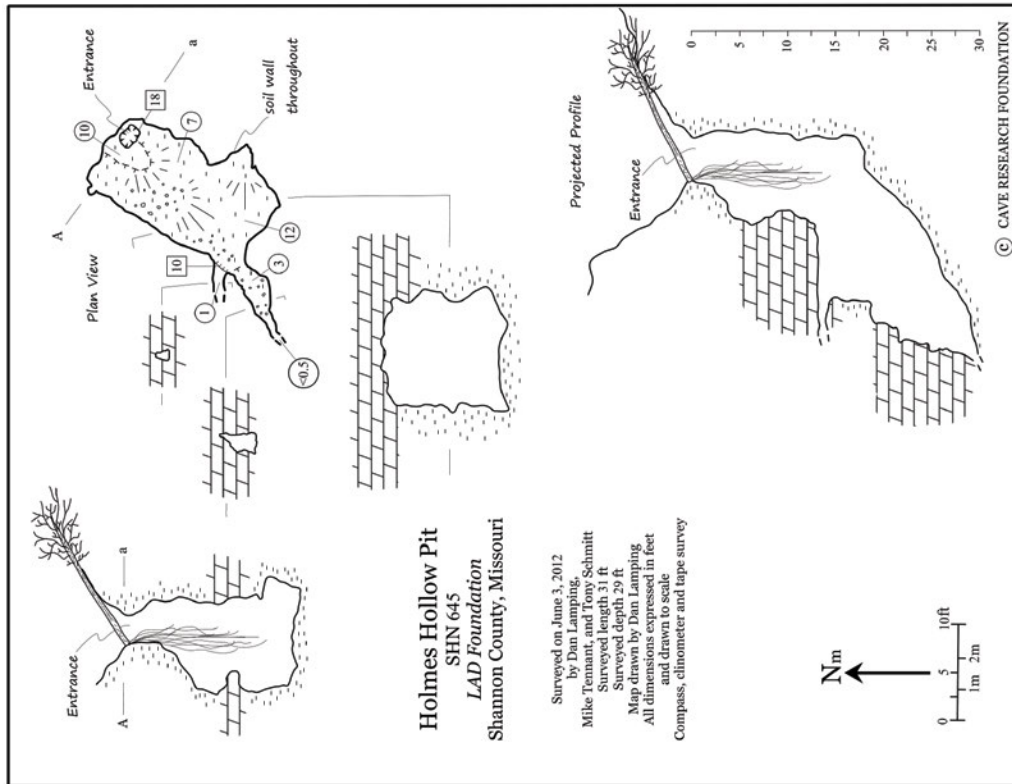 Entrance
A
a
Holmes Hollow Pit
SHN 645
LAD Foundation
Shannon County, Missouri
Surveyed on June 3, 2012
by Dan Lamping,
Mike Tennant, and Tony Schmitt
Surveyed length 31 ft
Surveyed depth 29 ft
Map drawn by Dan Lamping
All dimensions expressed in feet
and drawn to scale
Compass, clinometer and tape survey
Nm
0 5 10ft
1m 2m
Plan View
A
a
Entrance
10
18
7
soil wall
throughout
12
10
3
1
<0.5
Projected Profile
Entrance
0
5
10
15
20
25
30
© CAVE RESEARCH FOUNDATION